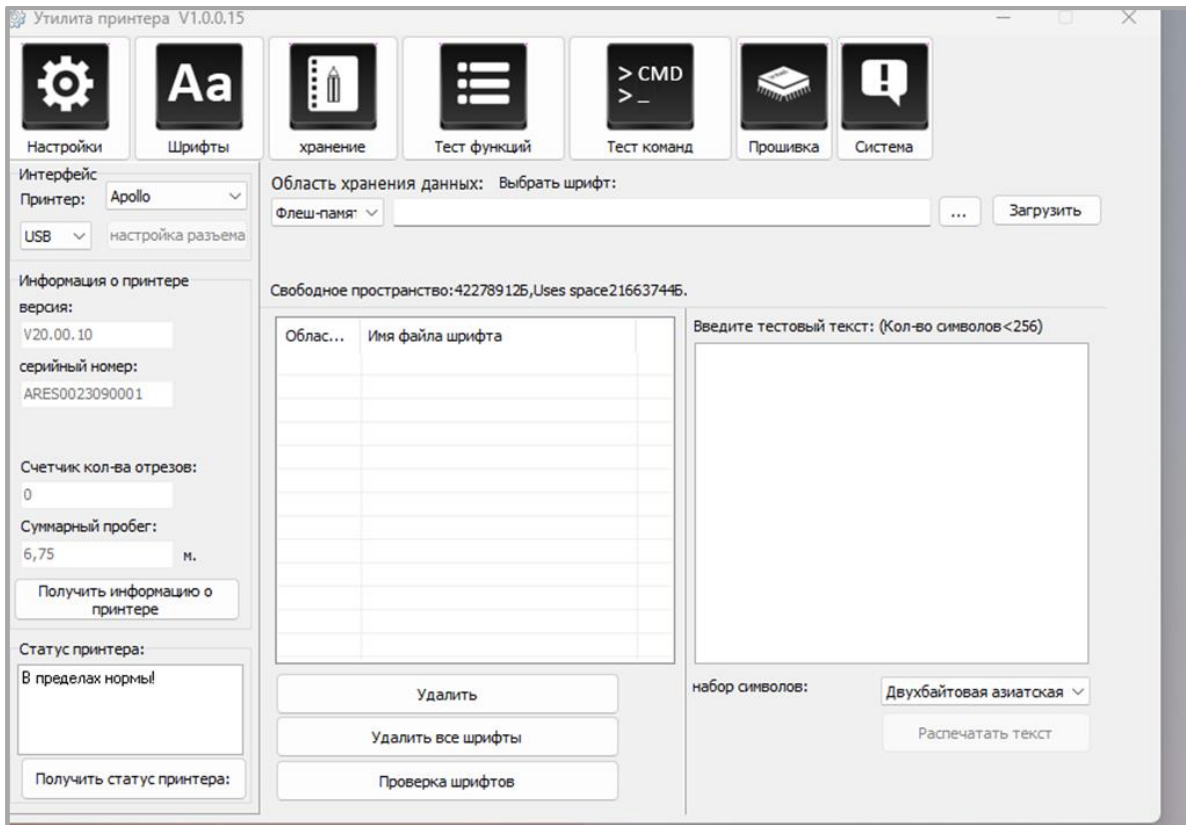 Утилита принтера V1.0.0.15
Aa
> CMD
>_
Настройки
Шрифты
хранение
Тест функций
Тест команд
Прошивка
Система
Интерфейс
Принтер:
Apollo
USB
настройка разъема
Информация о принтере
версия:
V20.00.10
серийный номер:
ARES0023090001
Счетчик кол-ва отрезов:
0
Суммарный пробег:
6,75
м.
Получить информацию о
принтере
Статус принтера:
В пределах нормы!
Получить статус принтера:
Область хранения данных: Выбрать шрифт:
Флеш-памят
...
Загрузить
Свободное пространство:42278912Б,Uses space21663744Б.
Облас...
Имя файла шрифта
Удалить
Удалить все шрифты
Проверка шрифтов
Введите тестовый текст: (Кол-во символов<256)
набор символов:
Двухбайтовая азиатская
Распечатать текст